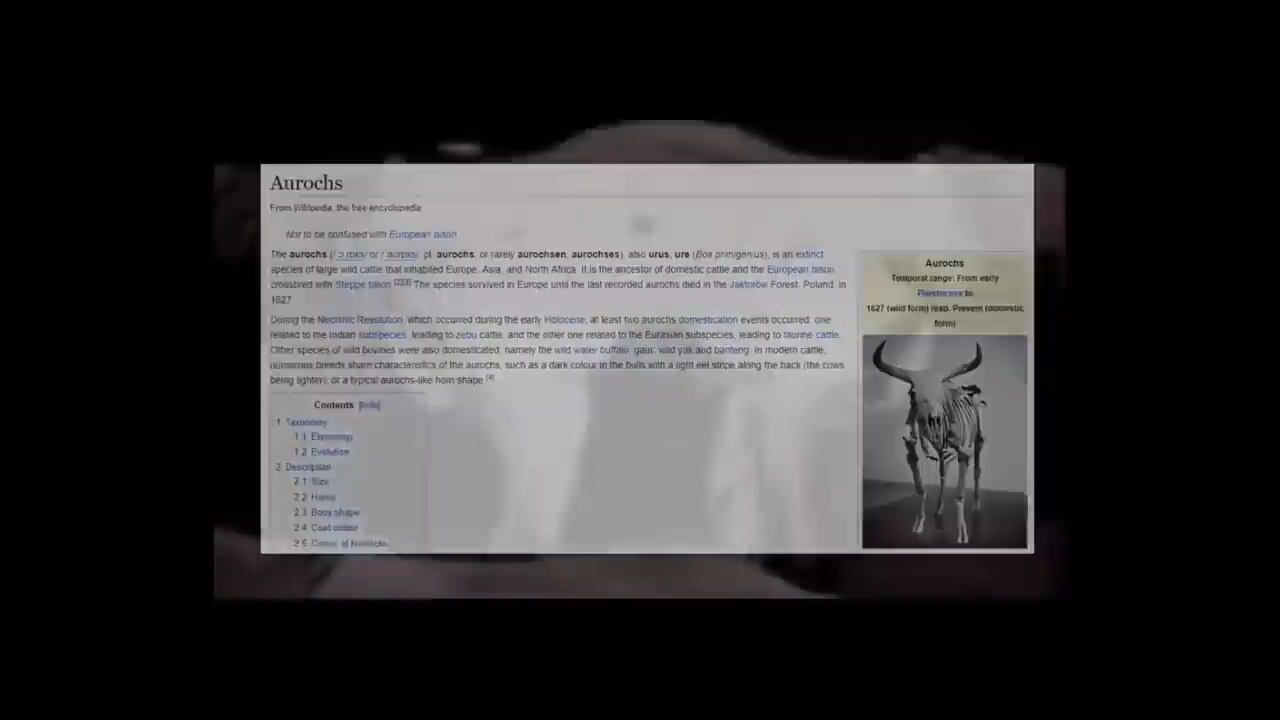 Aurochs
From Wikipedia, the free encyclopedia
Not to be confused with European bison
The aurochs ( or pl. aurochs, or rarely aurochsen, aurochses), also urus, ure (Bos primigenius), is an extinct
species of large wild cattle that inhabited Europe, Asia, and North Africa. It is the ancestor of domestic cattle and the European bison
crossbred with Steppe bison.[2][3] The species survived in Europe until the last recorded aurochs died in the Jaktorów Forest, Poland, in
1627
During the Neolithic Revolution, which occurred during the early Holocene, at least two aurochs domestication events occurred: one
related to the Indian subspecies, leading to zebu cattle, and the other one related to the Eurasian subspecies, leading to taurine cattle.
Other species of wild bovines were also domesticated, namely the wild water buffalo, gaur, wild yak and banteng. In modern cattle,
numerous breeds share characteristics of the aurochs, such as a dark colour in the bulls with a light eel stripe along the back (the cows
being lighter), or a typical aurochs-like horn shape.[4]
Contents [hide]
1 Taxonomy
1.1 Etymology
1.2 Evolution
2 Description
2.1 Size
2.2 Horns
2.3 Body shape
2.4 Coat colour
2.5 Colour of forelocks
Aurochs
Temporal range: From early
Pleistocene to
1627 (wild form) resp. Present (domestic
form)